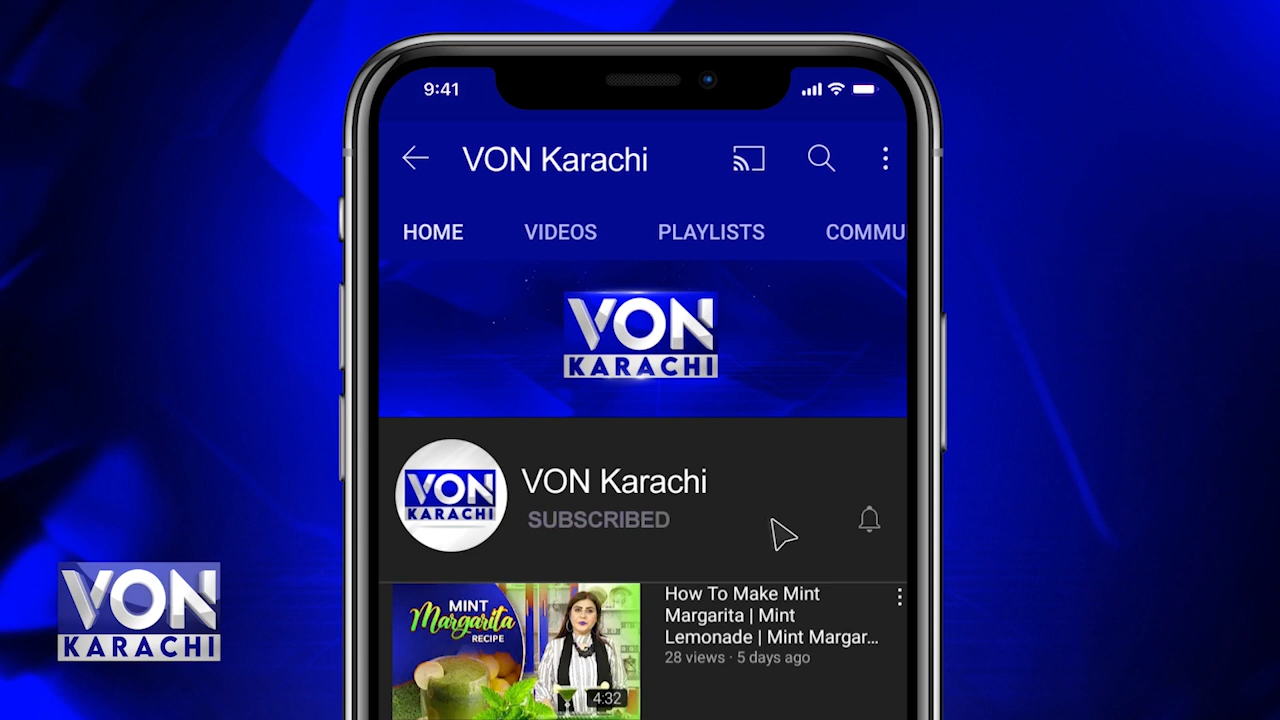 9:41
VON Karachi
HOME VIDEOS PLAYLISTS COMMU
VON
KARACHI
VON
KARACHI
VON Karachi
SUBSCRIBED
MINT
Margarita
RECIPE
4:32
How To Make Mint
Margarita | Mint
Lemonade | Mint Margar...
28 views · 5 days ago
VON
KARACHI